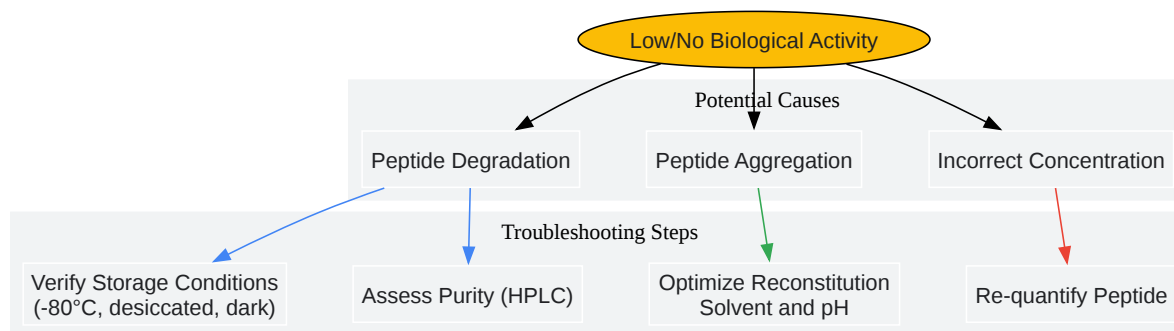 Low/No Biological Activity
Potential Causes
Peptide Degradation
Peptide Aggregation
Incorrect Concentration
Troubleshooting Steps
Verify Storage Conditions
(-80°C, desiccated, dark)
Assess Purity (HPLC)
Optimize Reconstitution
Solvent and pH
Re-quantify Peptide